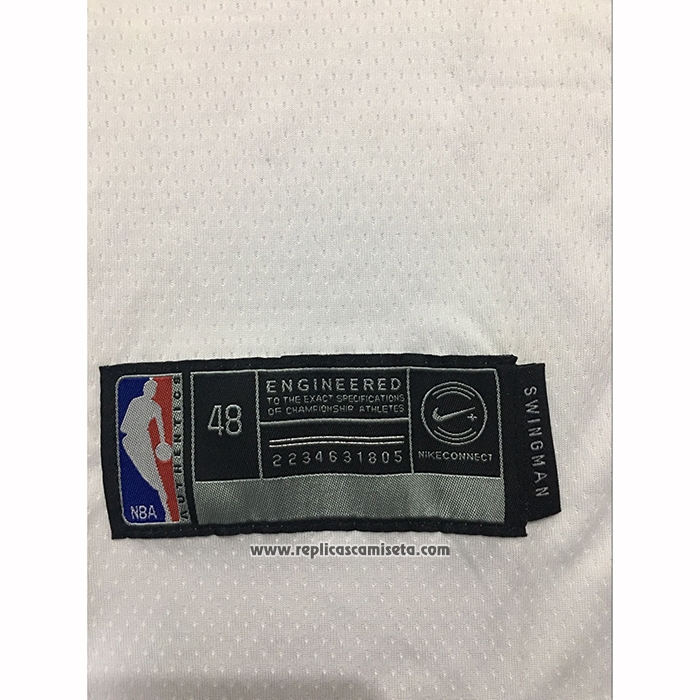 NBA
AUTHENTICS
48
ENGINEERED
TO THE EXACT SPECIFICATIONS
OF CHAMPIONSHIP ATHLETES
2234631805
NIKECONNECT
SWINGMAN
www.replicascamiseta.com